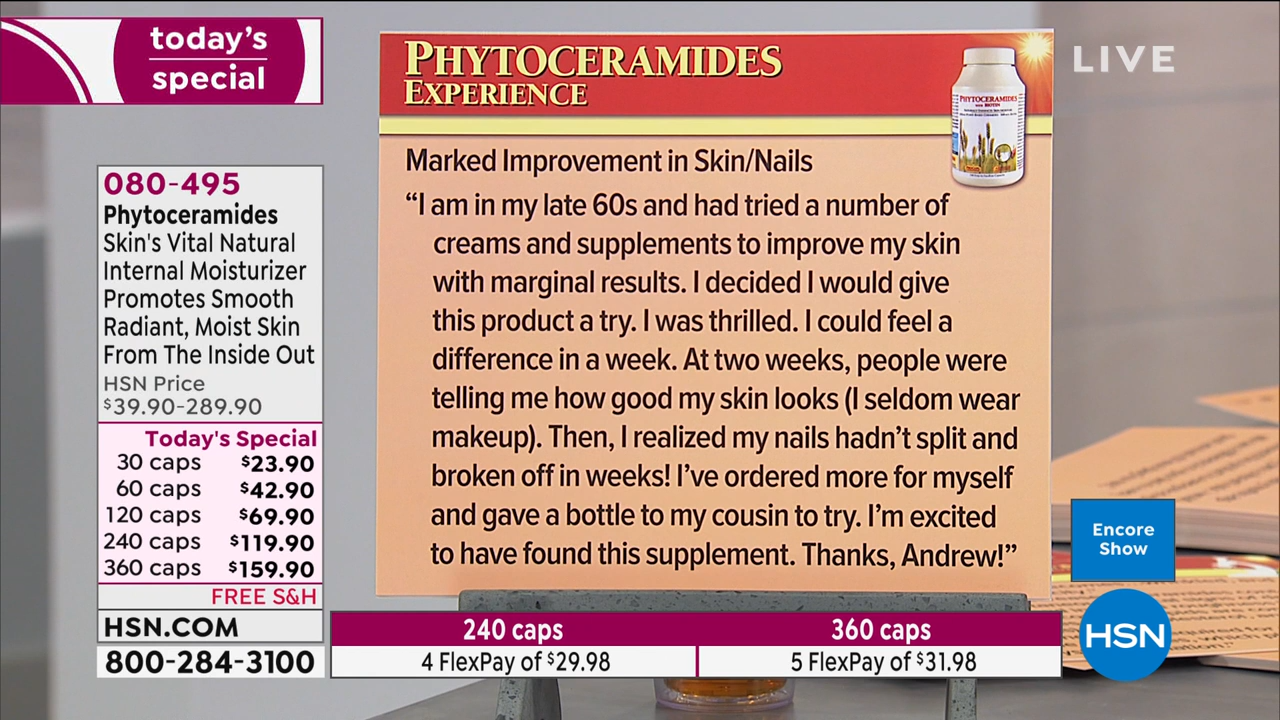 today's
special
LIVE
PHYTOCERAMIDES
EXPERIENCE
PHYTOCERAMIDES
WITH BIOTIN
Marked Improvement in Skin/Nails
“I am in my late 60s and had tried a number of
creams and supplements to improve my skin
with marginal results. I decided I would give
this product a try. I was thrilled. I could feel a
difference in a week. At two weeks, people were
telling me how good my skin looks (I seldom wear
makeup). Then, I realized my nails hadn’t split and
broken off in weeks! I’ve ordered more for myself
and gave a bottle to my cousin to try. I’m excited
to have found this supplement. Thanks, Andrew!”
080-495
Phytoceramides
Skin's Vital Natural
Internal Moisturizer
Promotes Smooth
Radiant, Moist Skin
From The Inside Out
HSN Price
$39.90-289.90
Today's Special
30 caps $23.90
60 caps $42.90
120 caps $69.90
240 caps $119.90
360 caps $159.90
FREE S&H
HSN.COM
800-284-3100
240 caps
4 FlexPay of $29.98
360 caps
5 FlexPay of $31.98
Encore
Show
HSN